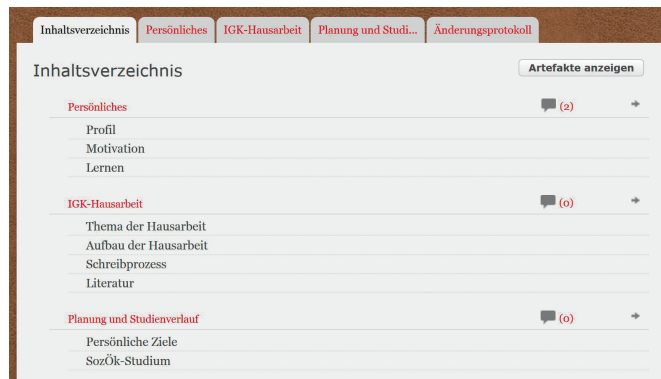 Inhaltsverzeichnis Persönliches IGK-Hausarbeit Planung und Studi... Änderungsprotokoll
Inhaltsverzeichnis Artefakte anzeigen
Persönliches (2)
Profil
Motivation
Lernen
IGK-Hausarbeit (0)
Thema der Hausarbeit
Aufbau der Hausarbeit
Schreibprozess
Literatur
Planung und Studienverlauf (0)
Persönliche Ziele
SozÖk-Studium